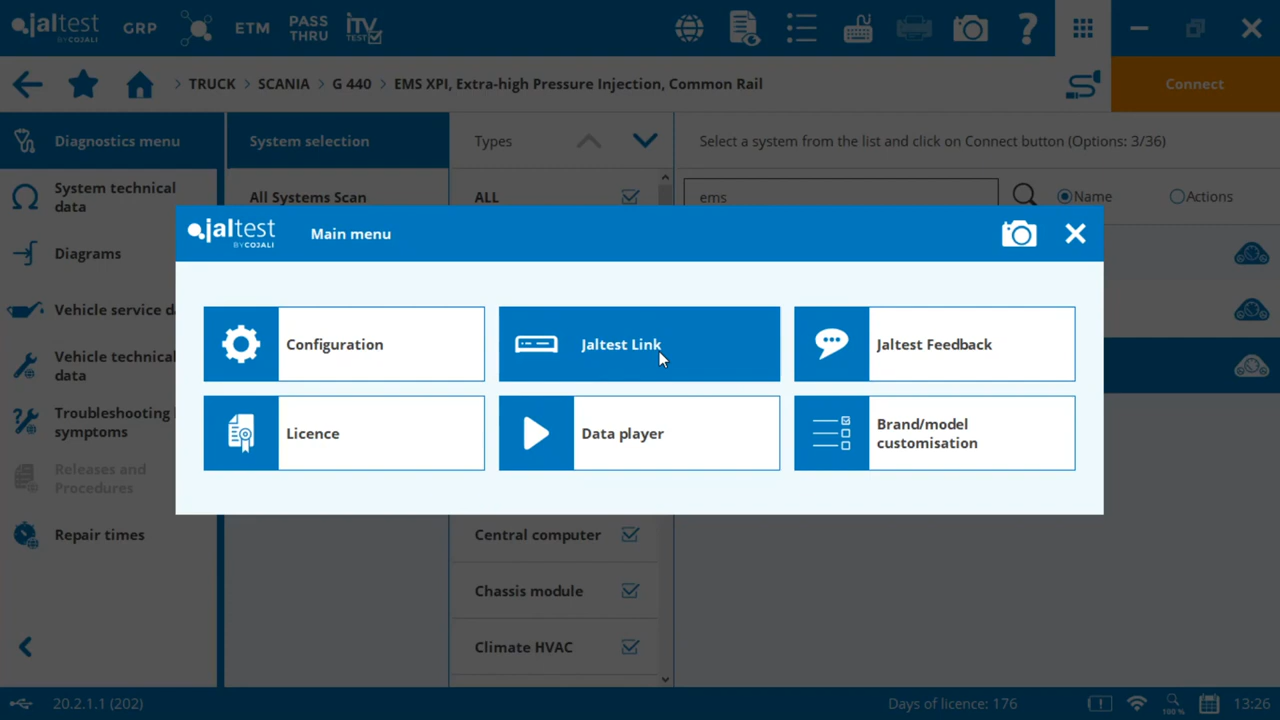 jaltest
BY COJALI
GRP
ETM
PASS
THRU
iTV
TEST
TRUCK
SCANIA
G 440
EMS XPI, Extra-high Pressure Injection, Common Rail
Connect
Diagnostics menu
System selection
Types
Select a system from the list and click on Connect button (Options: 3/36)
System technical
data
All Systems Scan
ALL
ems
Name
Actions
Diagrams
Vehicle service d
Vehicle technical
data
Troubleshooting
symptoms
Releases and
Procedures
Repair times
jaltest
BY COJALI
Main menu
Configuration
Jaltest Link
Jaltest Feedback
Licence
Data player
Brand/model
customisation
Central computer
Chassis module
Climate HVAC
20.2.1.1 (202)
Days of licence: 176
100 %
13:26